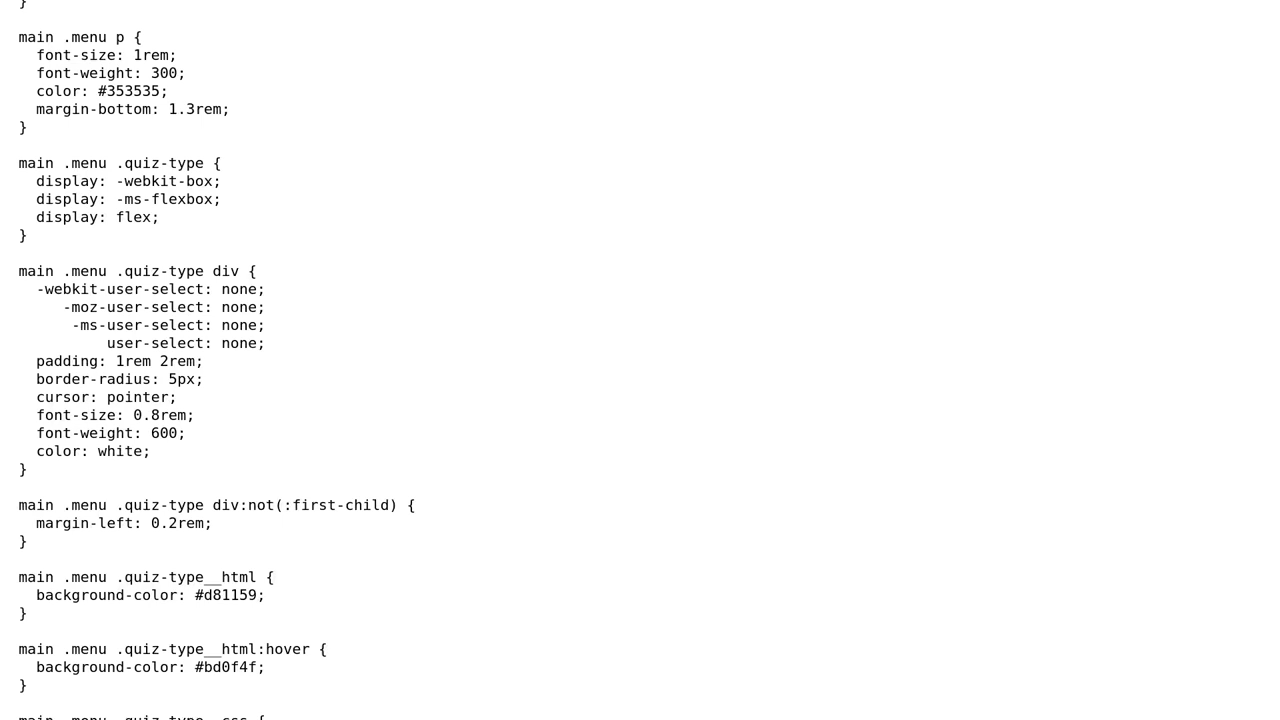 }

main .menu p {
  font-size: 1rem;
  font-weight: 300;
  color: #353535;
  margin-bottom: 1.3rem;
}

main .menu .quiz-type {
  display: -webkit-box;
  display: -ms-flexbox;
  display: flex;
}

main .menu .quiz-type div {
  -webkit-user-select: none;
     -moz-user-select: none;
      -ms-user-select: none;
          user-select: none;
  padding: 1rem 2rem;
  border-radius: 5px;
  cursor: pointer;
  font-size: 0.8rem;
  font-weight: 600;
  color: white;
}

main .menu .quiz-type div:not(:first-child) {
  margin-left: 0.2rem;
}

main .menu .quiz-type__html {
  background-color: #d81159;
}

main .menu .quiz-type__html:hover {
  background-color: #bd0f4f;
}

main .menu .quiz-type__css {